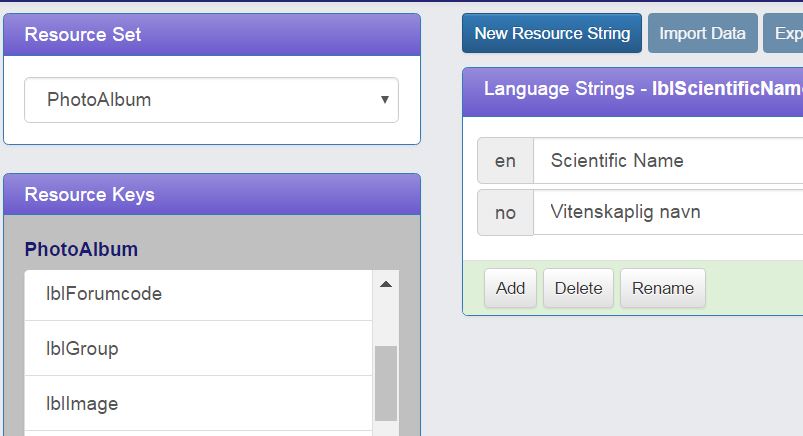 Resource Set
PhotoAlbum
Resource Keys
PhotoAlbum
lblForumcode
lblGroup
lblImage
New Resource String
Import Data
Exp
Language Strings - lblScientificNam
en
Scientific Name
no
Vitenskaplig navn
Add
Delete
Rename